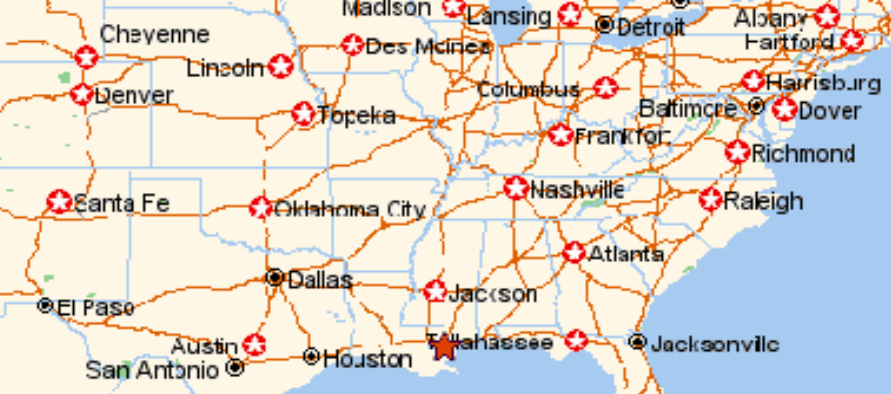 Madison
Lansing
Albany
Detroit
Cheyenne
Hartford
Des Moines
Lincoln
Harrisburg
Columbus
Denver
Baltimore
Dover
Topeka
Frankfort
Richmond
Nashville
Santa Fe
Oklahoma City
Raleigh
Atlanta
Dallas
Jackson
El Paso
Tallahassee
Jacksonville
Austin
Houston
San Antonio